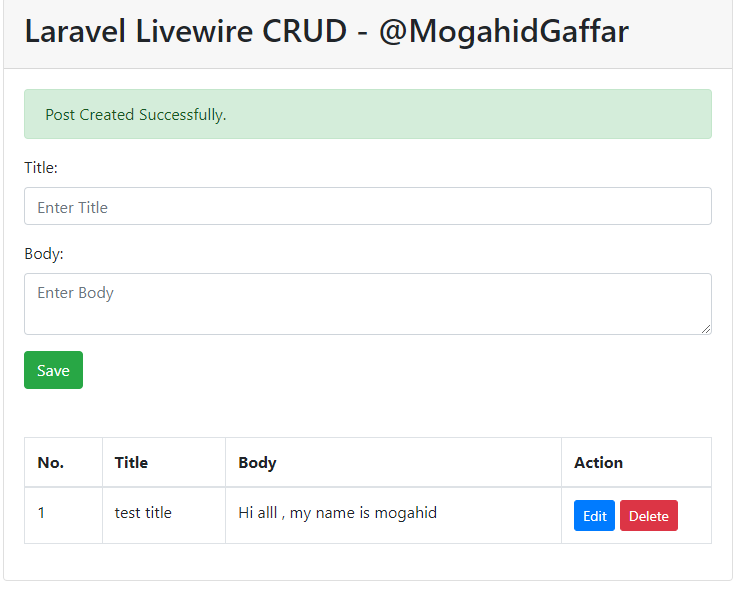 Laravel Livewire CRUD - @MogahidGaffar
Post Created Successfully.
Title:
Enter Title
Body:
Enter Body
Save
No. Title Body Action
1 test title Hi alll , my name is mogahid Edit Delete